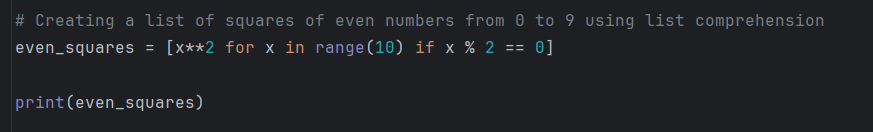 # Creating a list of squares of even numbers from 0 to 9 using list comprehension
even_squares = [x**2 for x in range(10) if x % 2 == 0]
print(even_squares)